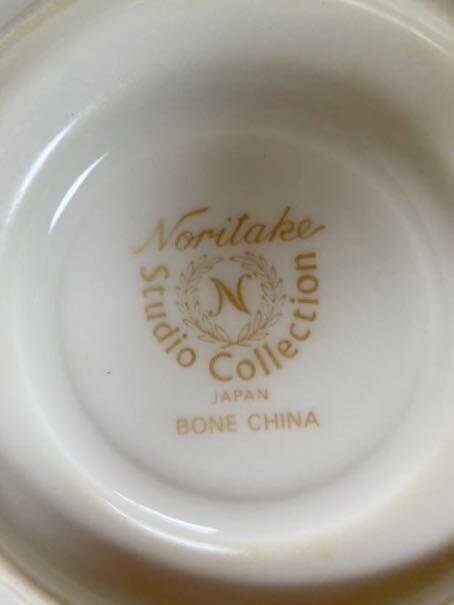 Noritake
N
Studio Collection
JAPAN
BONE CHINA